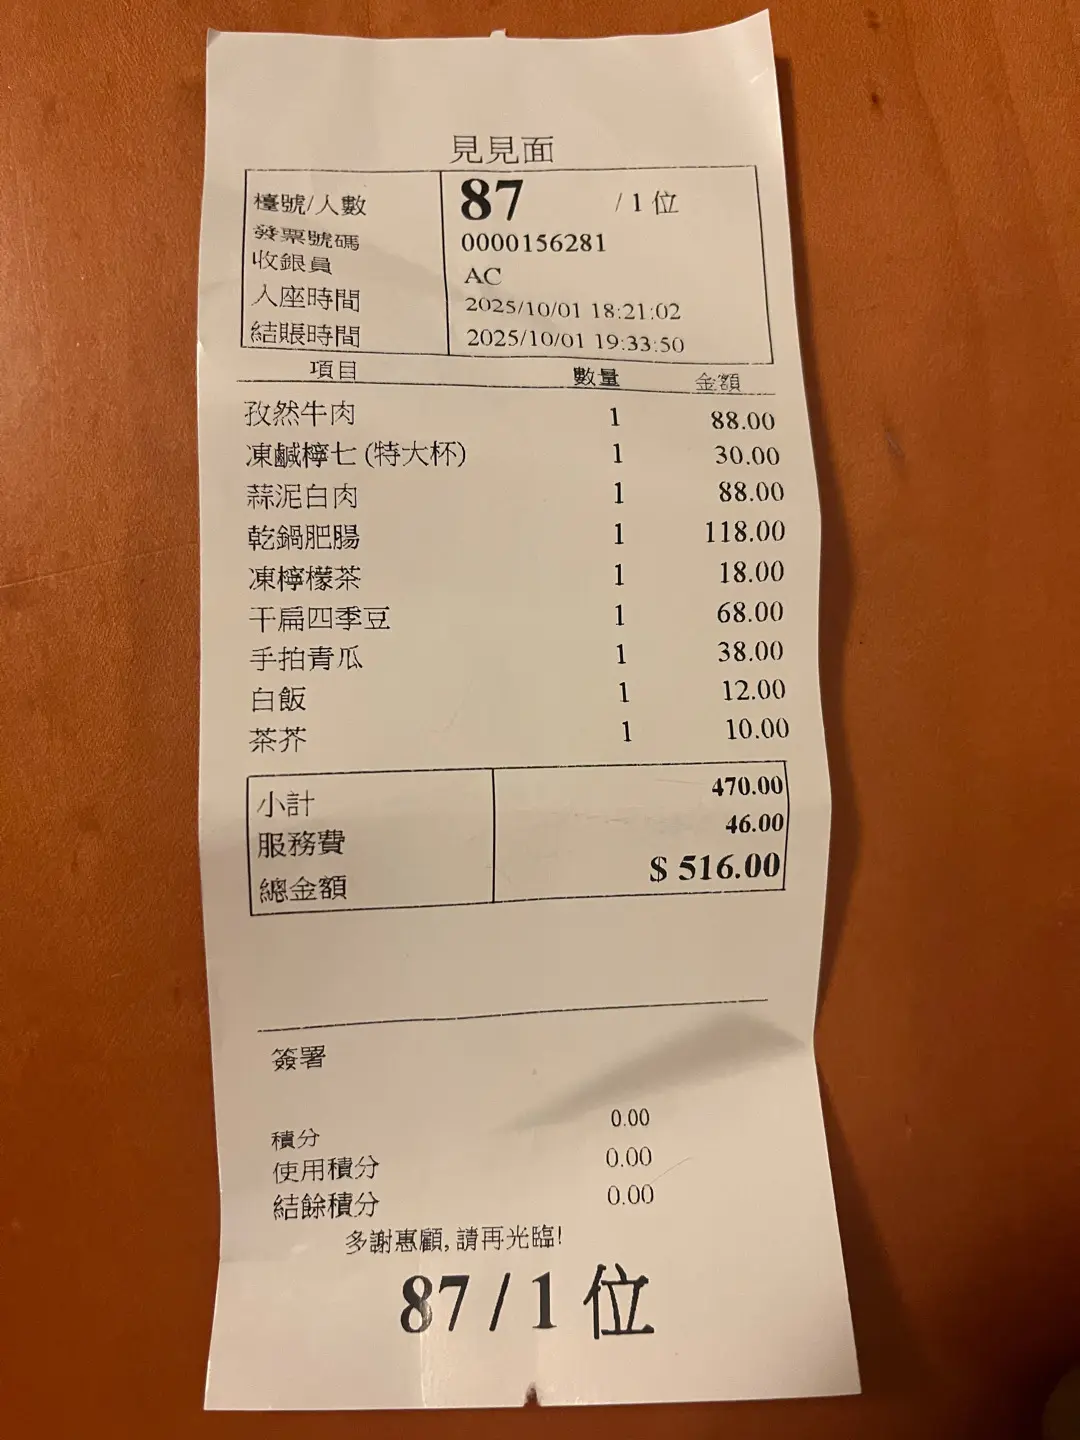 見見面
檯號/人數 87 / 1 位
發票號碼 0000156281
收銀員 AC
入座時間 2025/10/01 18:21:02
結賬時間 2025/10/01 19:33:50
項目 數量 金額
孜然牛肉 1 88.00
凍鹹檸七 (特大杯) 1 30.00
蒜泥白肉 1 88.00
乾鍋肥腸 1 118.00
凍檸檬茶 1 18.00
干扁四季豆 1 68.00
手拍青瓜 1 38.00
白飯 1 12.00
茶芥 1 10.00
小計 470.00
服務費 46.00
總金額 $ 516.00
簽署
積分 0.00
使用積分 0.00
結餘積分 0.00
多謝惠顧, 請再光臨!
87 / 1 位